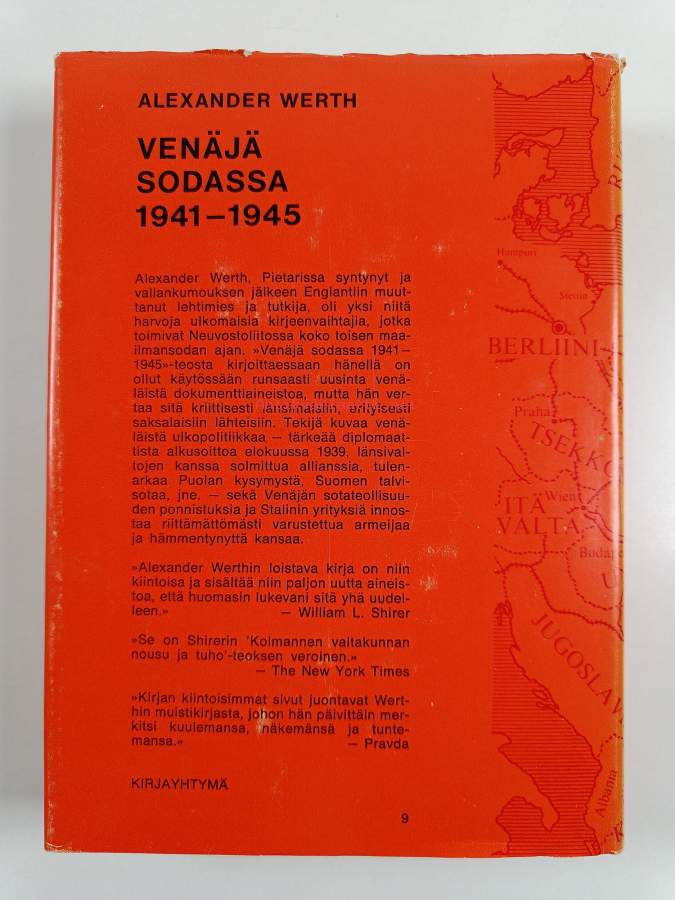 ALEXANDER WERTH
VENÄJÄ
SODASSA
1941–1945
Alexander Werth, Pietarissa syntynyt ja
vallankumouksen jälkeen Englantiin muut-
tanut lehtimies ja tutkija, oli yksi niitä
harvoja ulkomaisia kirjeenvaihtajia, jotka
toimivat Neuvostoliitossa koko toisen maa-
ilmansodan ajan. »Venäjä sodassa 1941–
1945»-teosta kirjoittaessaan hänellä on
ollut käytössään runsaasti uusinta venä-
läistä dokumenttiaineistoa, mutta hän ver-
taa sitä kriittisesti länsimaisiin, erityisesti
saksalaisiin lähteisiin. Tekijä kuvaa venä-
läistä ulkopolitiikkaa – tärkeää diplomaat-
tista alkusoittoa elokuussa 1939, länsival-
tojen kanssa solmittua allianssia, tulen-
arkaa Puolan kysymystä, Suomen talvi-
sotaa, jne. – sekä Venäjän sotateollisuu-
den ponnistuksia ja Stalinin yrityksiä innos-
taa riittämättömästi varustettua armeijaa
ja hämmentynyttä kansaa.
»Alexander Werthin loistava kirja on niin
kiintoisa ja sisältää niin paljon uutta aineis-
toa, että huomasin lukevani sitä yhä uudel-
leen.» – William L. Shirer
»Se on Shirerin 'Kolmannen valtakunnan
nousu ja tuho'-teoksen veroinen.»
– The New York Times
»Kirjan kiintoisimmat sivut juontavat Wert-
hin muistikirjasta, johon hän päivittäin mer-
kitsi kuulemansa, näkemänsä ja tunte-
mansa.» – Pravda
KIRJAYHTYMÄ
9
Hampuri
Stettin
BERLIINI
Praha
TSEKKO
ITÄ
VALTA
Wien
Budape
U
JUGOSLAVI
Albania